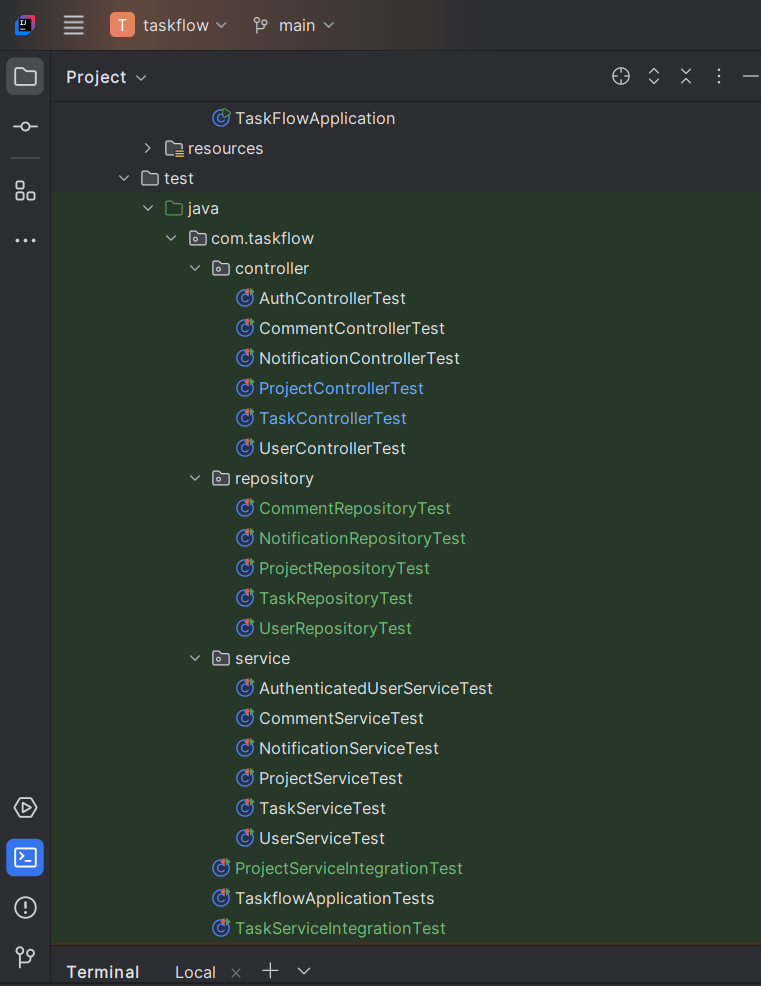 T taskflow main
Project
TaskFlowApplication
resources
test
java
com.taskflow
controller
AuthControllerTest
CommentControllerTest
NotificationControllerTest
ProjectControllerTest
TaskControllerTest
UserControllerTest
repository
CommentRepositoryTest
NotificationRepositoryTest
ProjectRepositoryTest
TaskRepositoryTest
UserRepositoryTest
service
AuthenticatedUserServiceTest
CommentServiceTest
NotificationServiceTest
ProjectServiceTest
TaskServiceTest
UserServiceTest
ProjectServiceIntegrationTest
TaskflowApplicationTests
TaskServiceIntegrationTest
Terminal Local